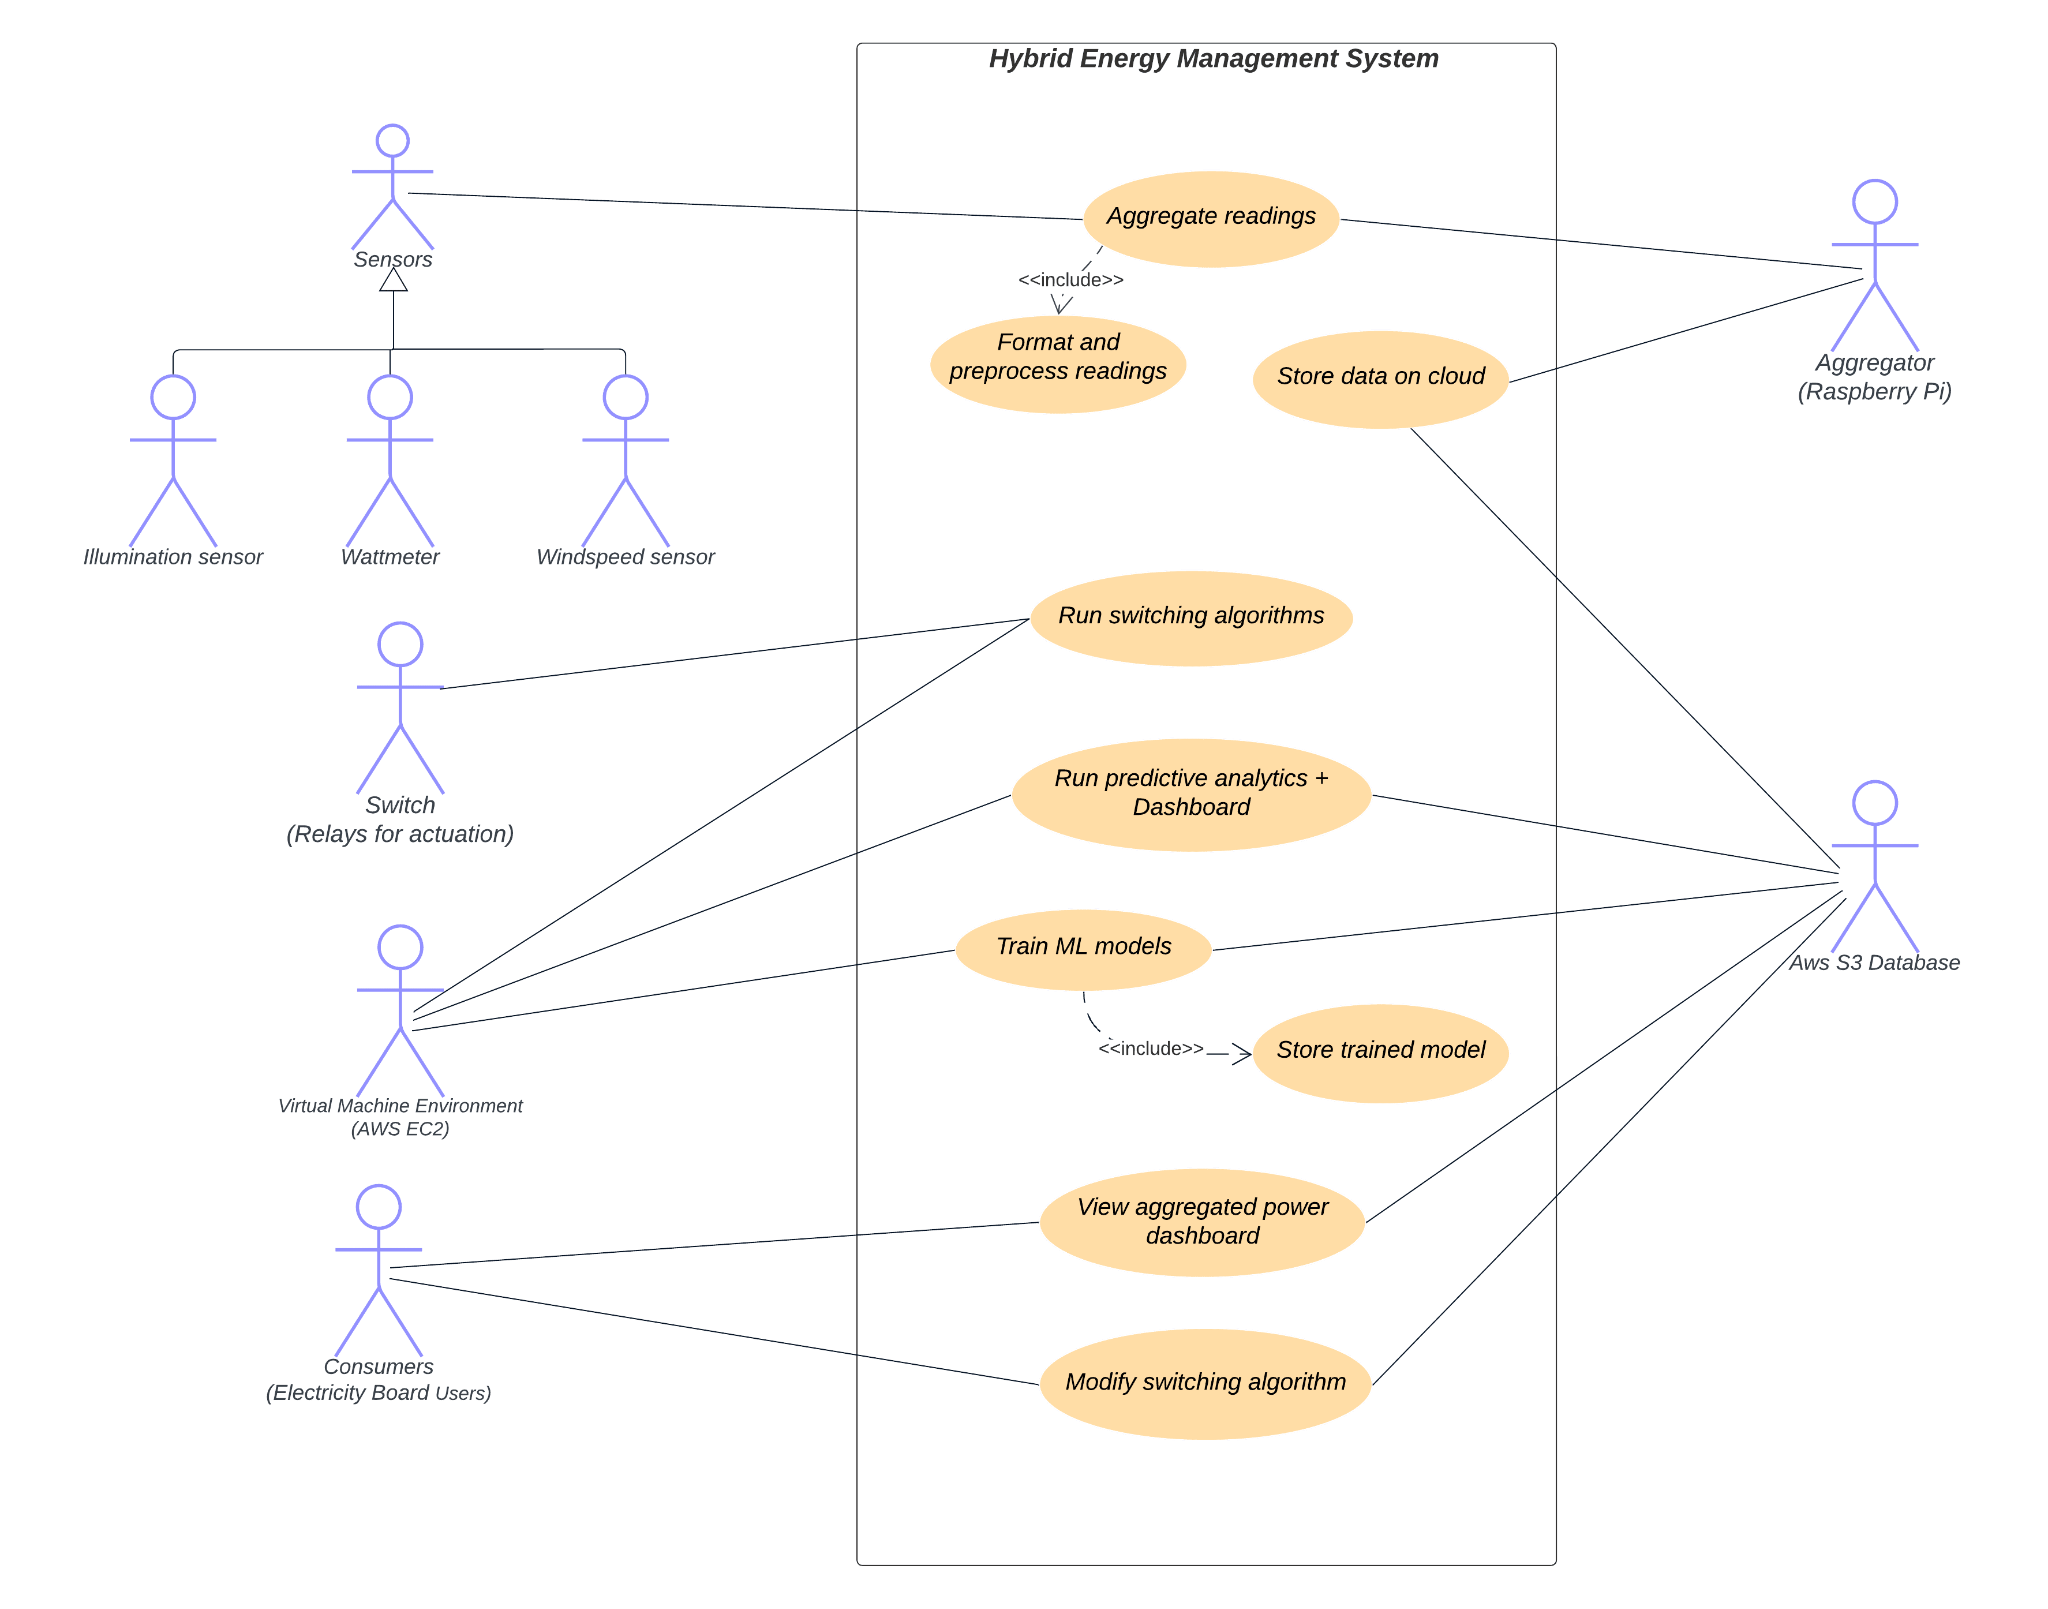 Hybrid Energy Management System
Sensors
Aggregate readings
<<include>>
Format and
preprocess readings
Store data on cloud
Aggregator
(Raspberry Pi)
Illumination sensor
Wattmeter
Windspeed sensor
Run switching algorithms
Switch
(Relays for actuation)
Run predictive analytics +
Dashboard
Train ML models
Aws S3 Database
<<include>>
Store trained model
Virtual Machine Environment
(AWS EC2)
View aggregated power
dashboard
Consumers
(Electricity Board Users)
Modify switching algorithm